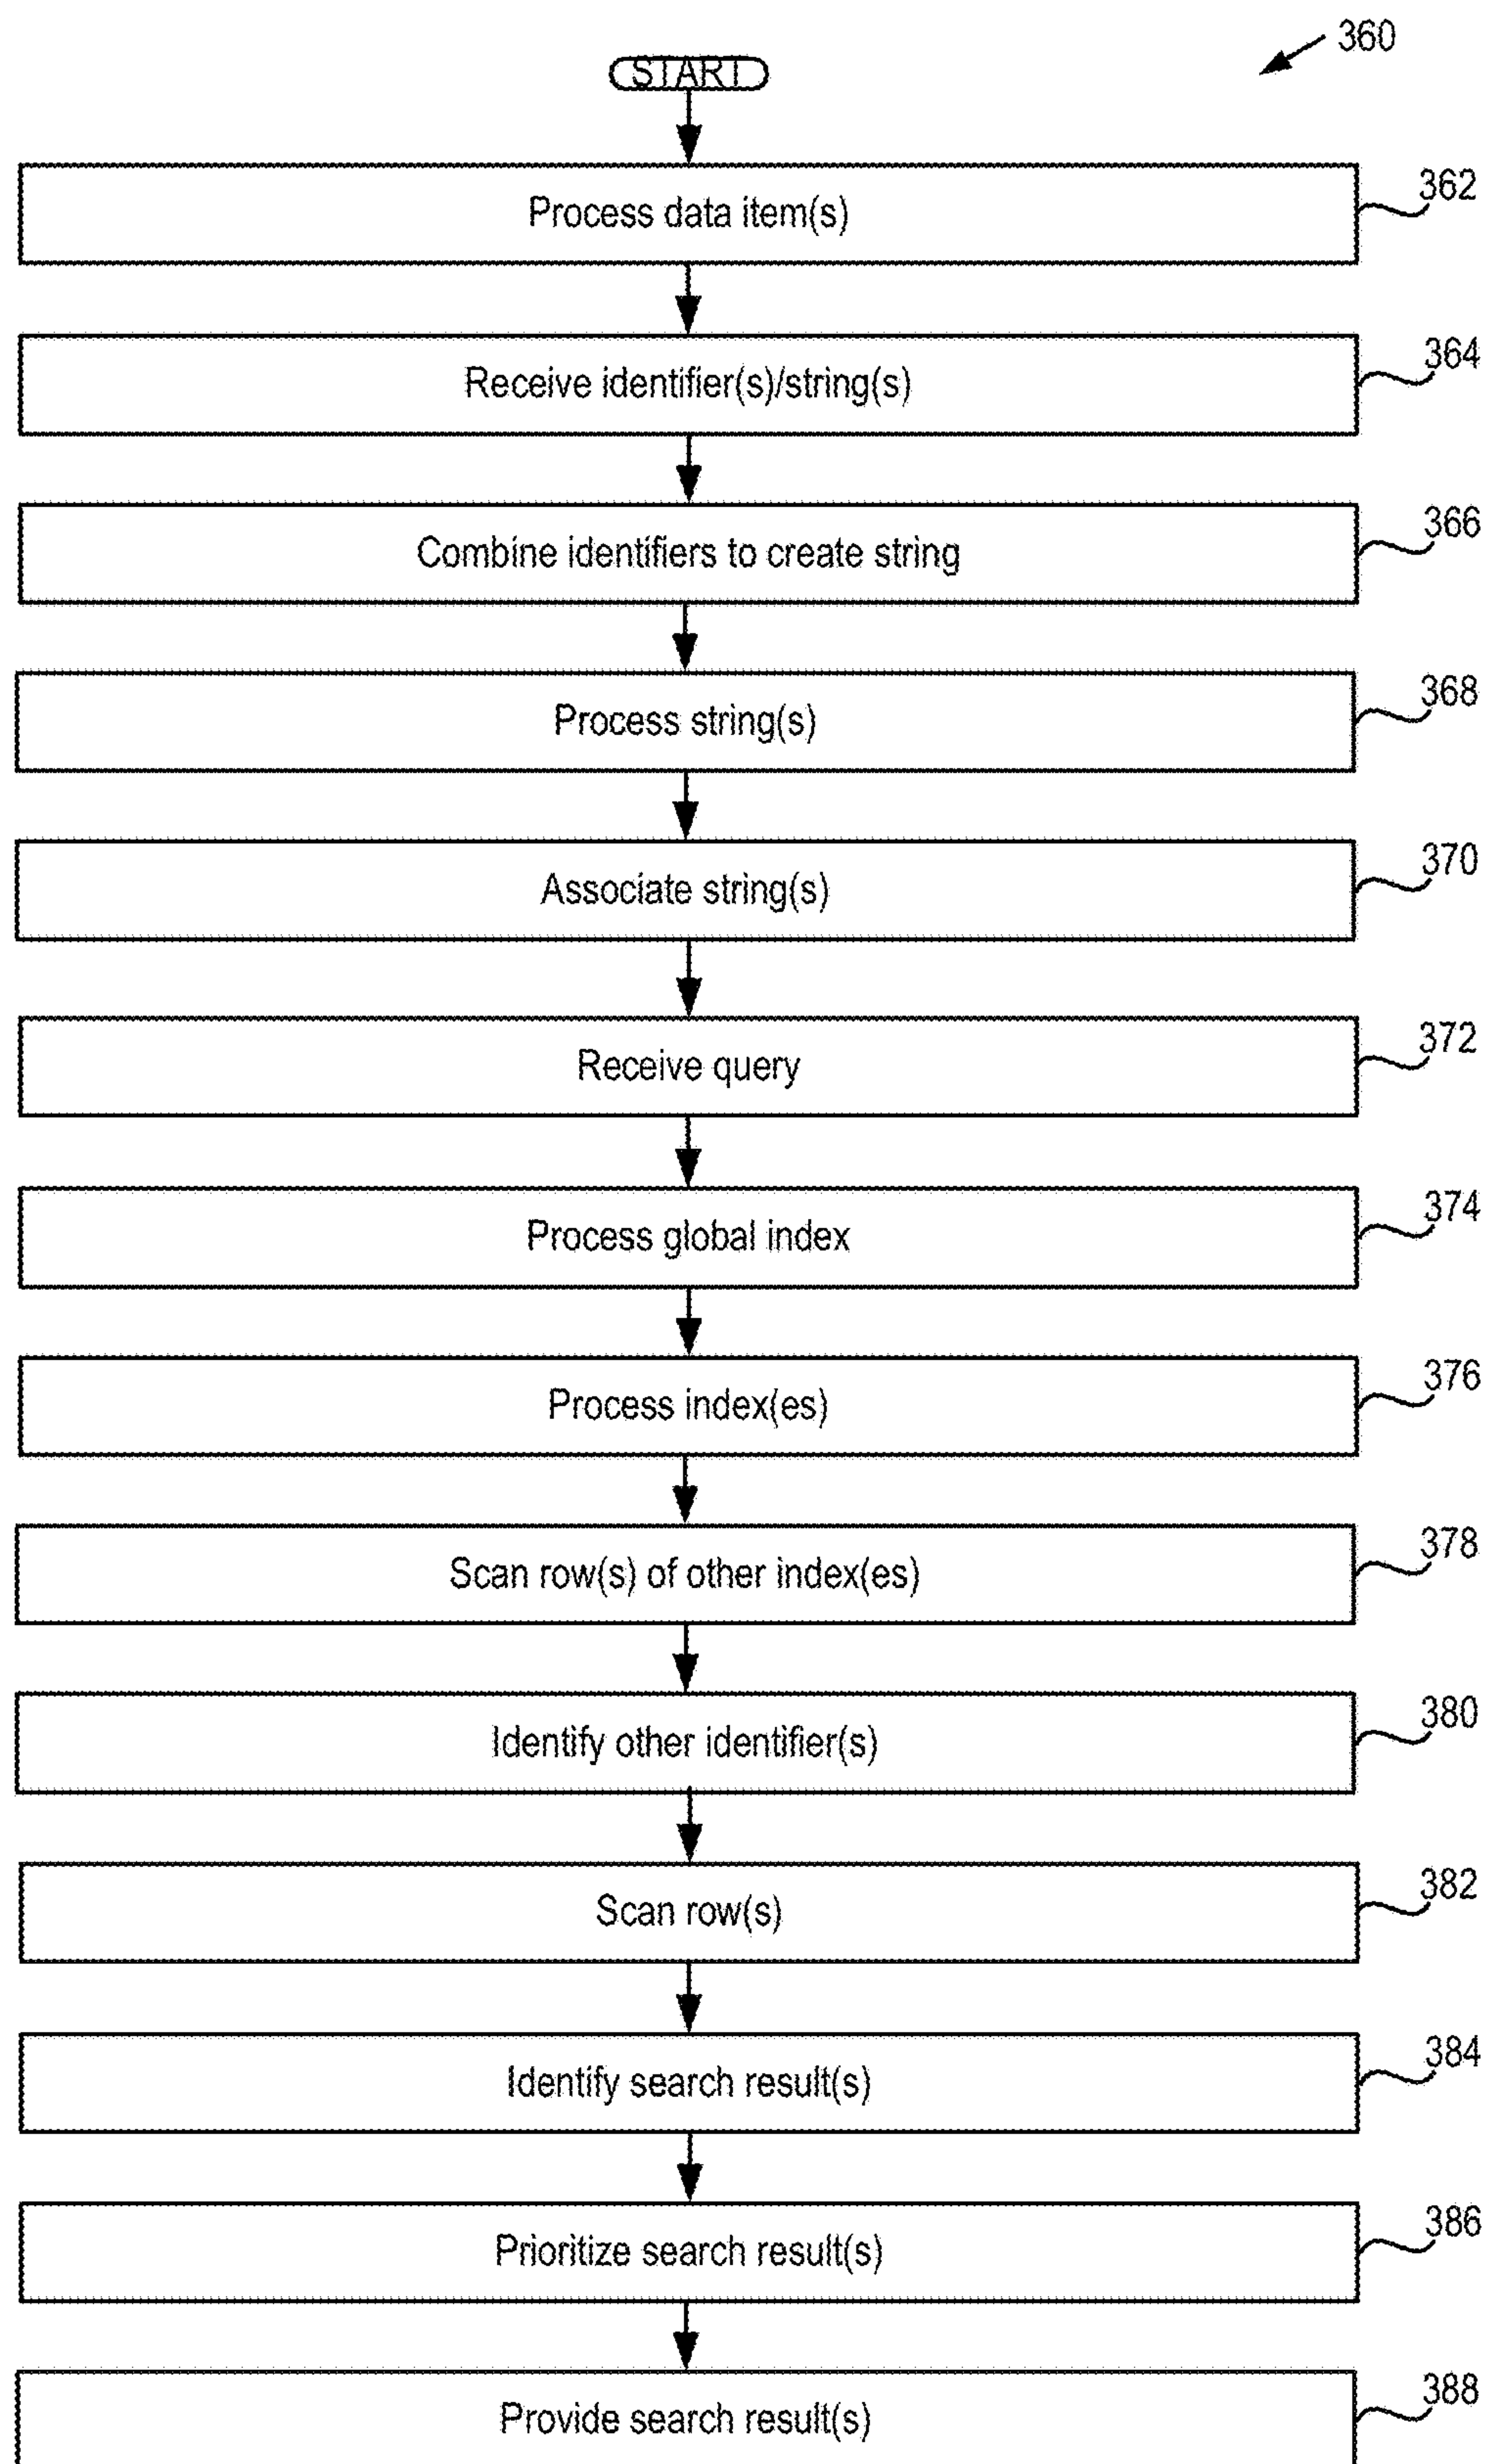 360
START
Process data item(s)
362
Receive identifier(s)/string(s)
364
Combine identifiers to create string
366
Process string(s)
368
Associate string(s)
370
Receive query
372
Process global index
374
Process index(es)
376
Scan row(s) of other index(es)
378
Identify other identifier(s)
380
Scan row(s)
382
Identify search result(s)
384
Prioritize search result(s)
386
Provide search result(s)
388